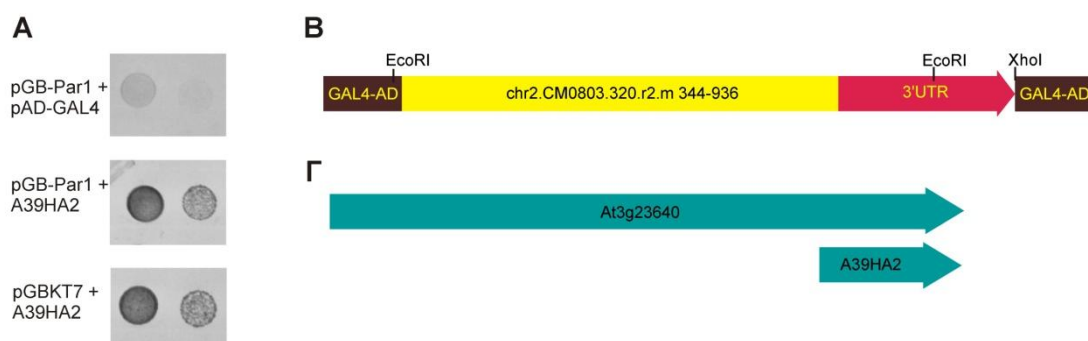 A
pGB-Par1 +
pAD-GAL4
pGB-Par1 +
A39HA2
pGBKT7 +
A39HA2
B
EcoRI
EcoRI
XhoI
GAL4-AD
chr2.CM0803.320.r2.m 344-936
3'UTR
GAL4-AD
Γ
At3g23640
A39HA2